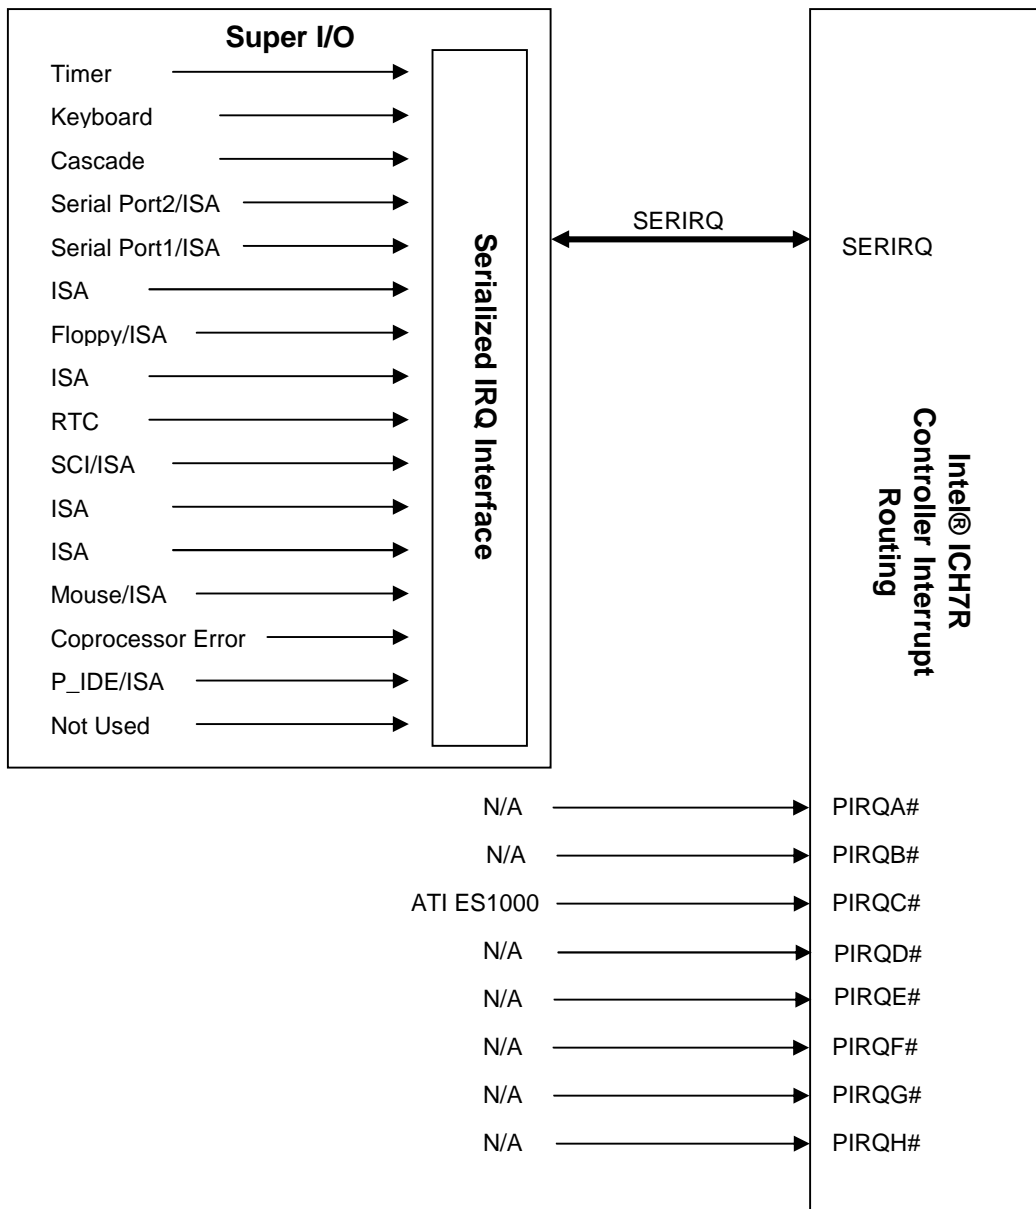 Super I/O
Timer
Keyboard
Cascade
Serial Port2/ISA
Serial Port1/ISA
ISA
Floppy/ISA
ISA
RTC
SCI/ISA
ISA
ISA
Mouse/ISA
Coprocessor Error
P_IDE/ISA
Not Used
Serialized IRQ Interface
SERIRQ
SERIRQ
Intel® ICH7R
Controller Interrupt
Routing
N/A PIRQA#
N/A PIRQB#
ATI ES1000 PIRQC#
N/A PIRQD#
N/A PIRQE#
N/A PIRQF#
N/A PIRQG#
N/A PIRQH#